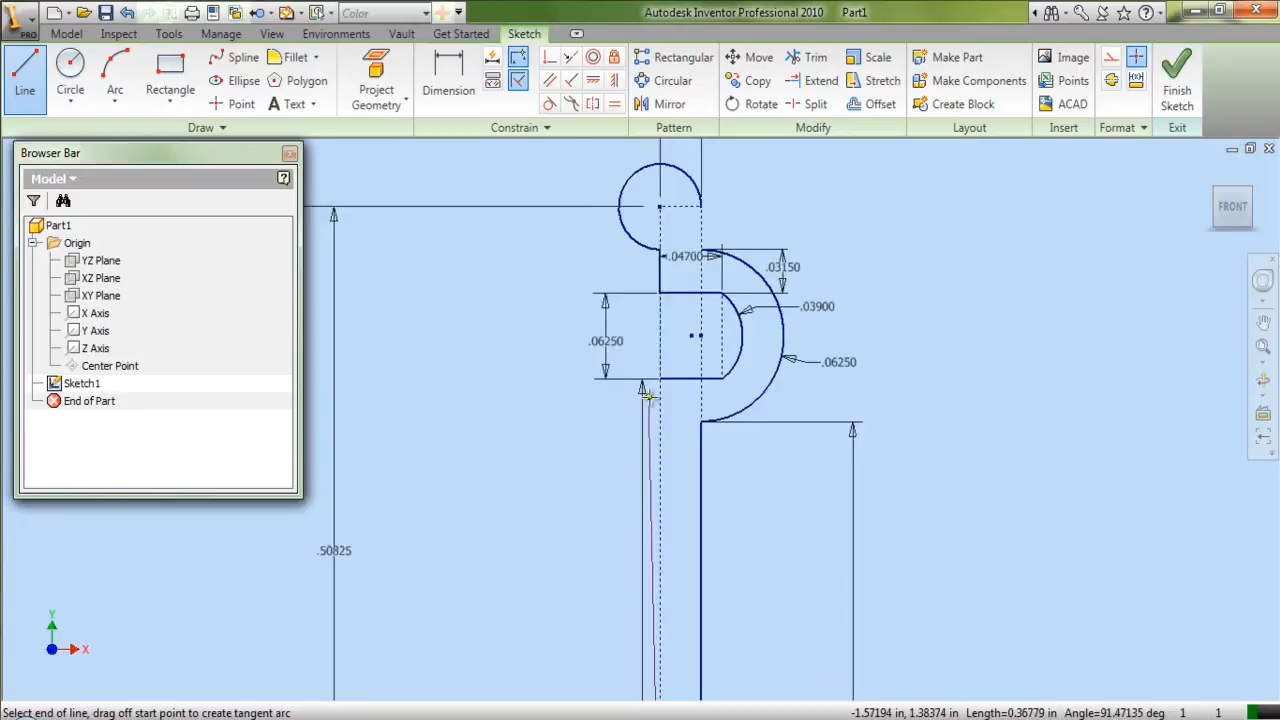 Color
Autodesk Inventor Professional 2010 Part1
PRO
Model Inspect Tools Manage View Environments Vault Get Started Sketch
Line
Circle
Arc
Rectangle
Spline Fillet
Ellipse Polygon
Point Text
Project
Geometry
Dimension
Rectangular
Circular
Mirror
Move Trim Scale
Copy Extend Stretch
Rotate Split Offset
Make Part
Make Components
Create Block
Image
Points
ACAD
Finish
Sketch
Draw Constrain Pattern Modify Layout Insert Format Exit
Browser Bar
Model
Part1
Origin
YZ Plane
XZ Plane
XY Plane
X Axis
Y Axis
Z Axis
Center Point
Sketch1
End of Part
FRONT
.04700
.03150
.03900
.06250
.06250
.50825
Y
X
Select end of line, drag off start point to create tangent arc
-1.57194 in, 1.38374 in Length=0.36779 in Angle=91.47135 deg 1 1